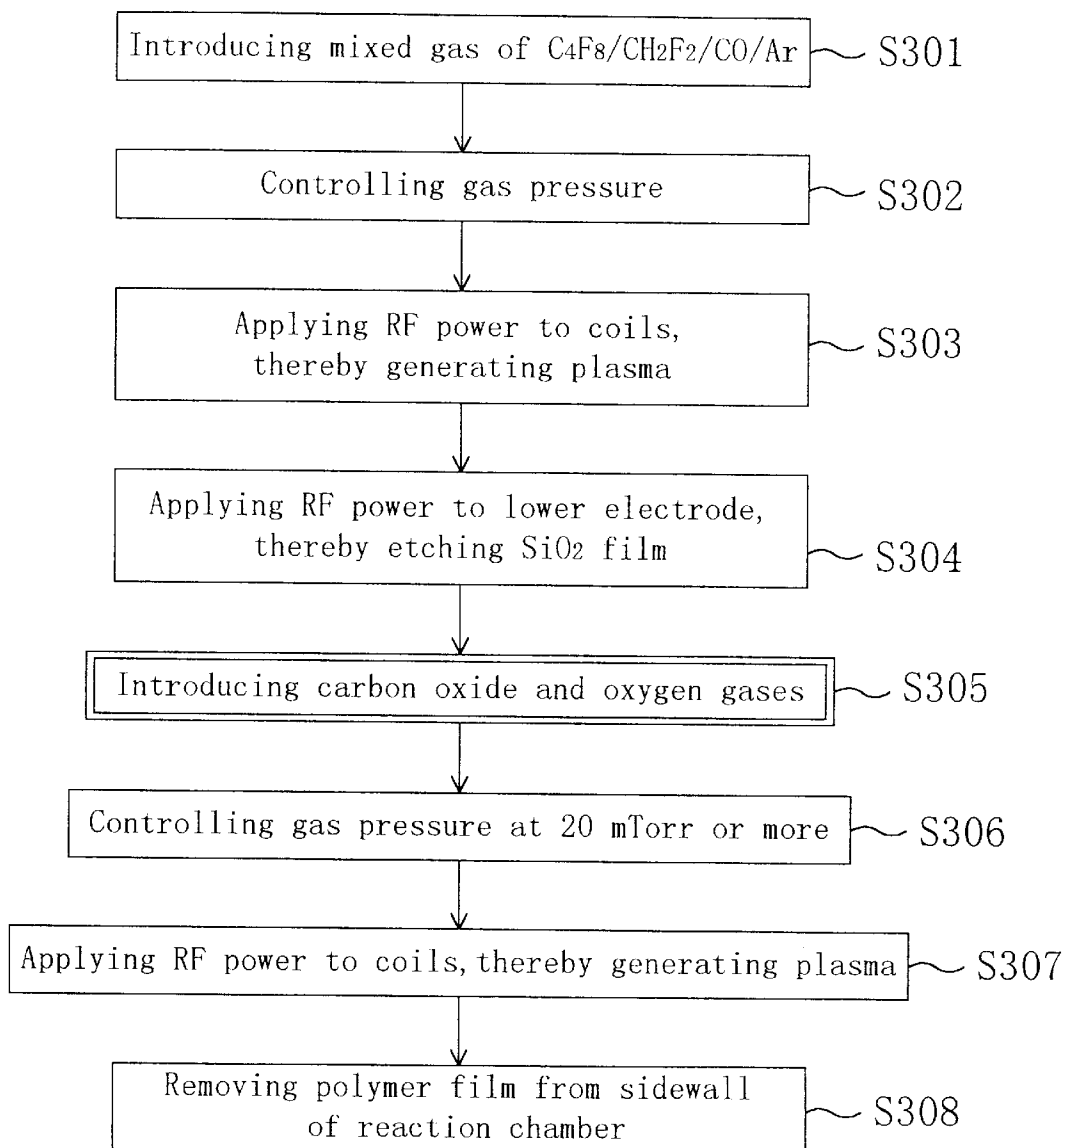 Introducing mixed gas of C4F8/CH2F2/CO/Ar
S301
Controlling gas pressure
S302
Applying RF power to coils,
thereby generating plasma
S303
Applying RF power to lower electrode,
thereby etching SiO2 film
S304
Introducing carbon oxide and oxygen gases
S305
Controlling gas pressure at 20 mTorr or more
S306
Applying RF power to coils, thereby generating plasma
S307
Removing polymer film from sidewall
of reaction chamber
S308